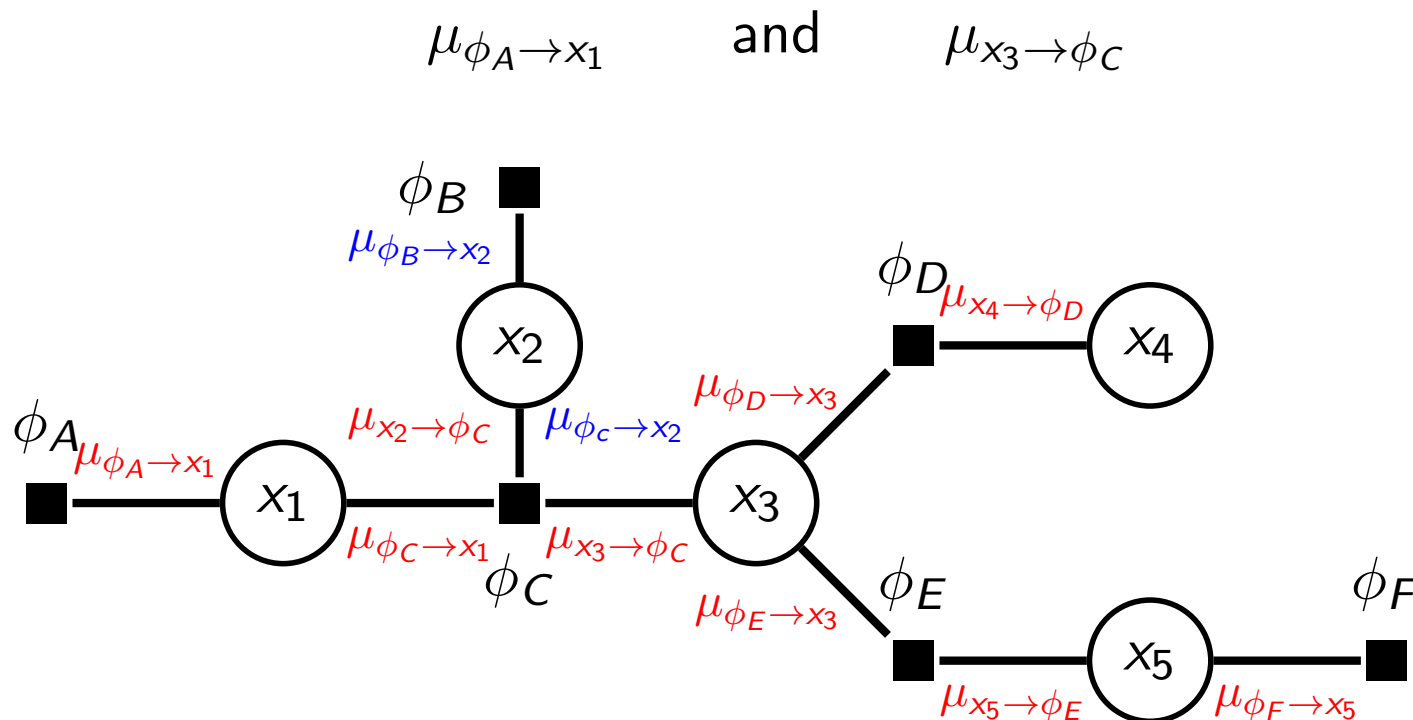 μ_{ϕ_A→x_1} and μ_{x_3→ϕ_C}
ϕ_B
μ_{ϕ_B→x_2}
ϕ_D
μ_{x_4→ϕ_D}
x_2
x_4
μ_{ϕ_D→x_3}
ϕ_A
μ_{x_2→ϕ_C} μ_{ϕ_c→x_2}
μ_{ϕ_A→x_1}
x_1
x_3
μ_{ϕ_C→x_1} μ_{x_3→ϕ_C}
ϕ_C
ϕ_E
ϕ_F
μ_{ϕ_E→x_3}
x_5
μ_{x_5→ϕ_E} μ_{ϕ_F→x_5}